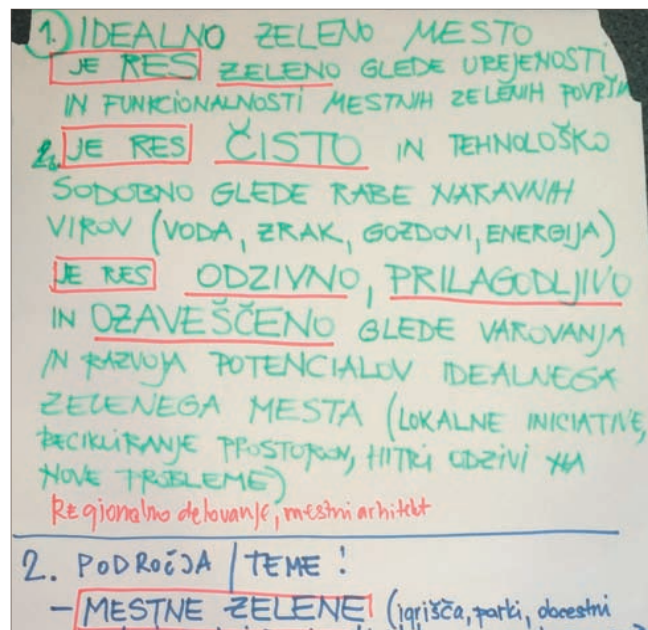 1. IDEALNO ZELENO MESTO
JE RES ZELENO GLEDE UREJENOSTI
IN FUNKCIONALNOSTI MESTNIH ZELENIH POVRŠIN
2. JE RES ČISTO IN TEHNOLOŠKO
SODOBNO GLEDE RABE NARAVNIH
VIROV (VODA, ZRAK, GOZDOVI, ENERGIJA)
JE RES ODZIVNO, PRILAGODLJIVO
IN OZAVEŠČENO GLEDE VAROVANJA
IN RAZVOJA POTENCIALOV IDEALNEGA
ZELENEGA MESTA (LOKALNE INICIATIVE,
RECIKLIRANJE PROSTOROV, HITRI ODZIVI NA
NOVE PROBLEME)
Regionalno delovanje, mestni arhitekt
2. PODROČJA / TEME !
- MESTNE ZELENE (igrišča, parki, obcestni